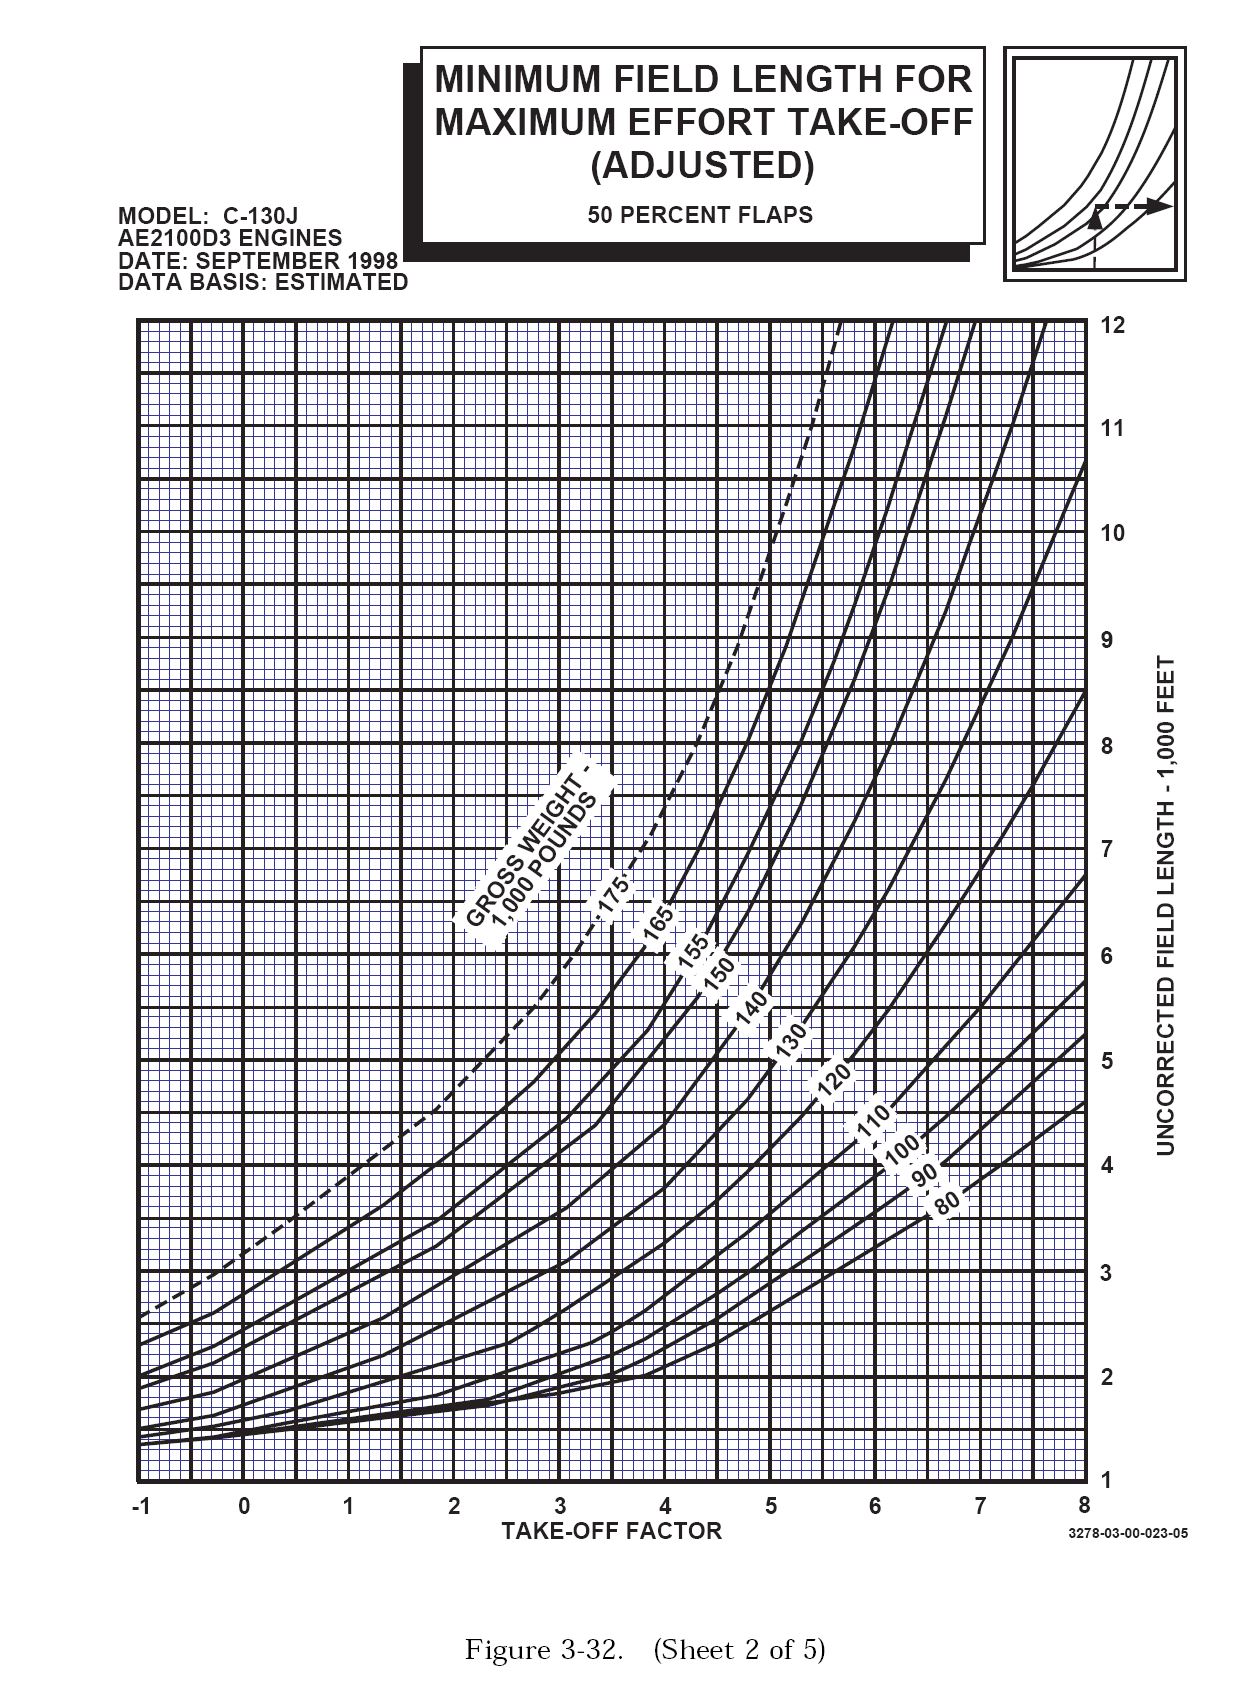 MINIMUM FIELD LENGTH FOR
MAXIMUM EFFORT TAKE-OFF
(ADJUSTED)
50 PERCENT FLAPS
MODEL: C-130J
AE2100D3 ENGINES
DATE: SEPTEMBER 1998
DATA BASIS: ESTIMATED
12
11
10
9
8
7
6
5
4
3
2
1
UNCORRECTED FIELD LENGTH - 1,000 FEET
GROSS WEIGHT -
1,000 POUNDS
175
165
155
150
140
130
120
110
100
90
80
-1 0 1 2 3 4 5 6 7 8
TAKE-OFF FACTOR
3278-03-00-023-05
Figure 3-32. (Sheet 2 of 5)